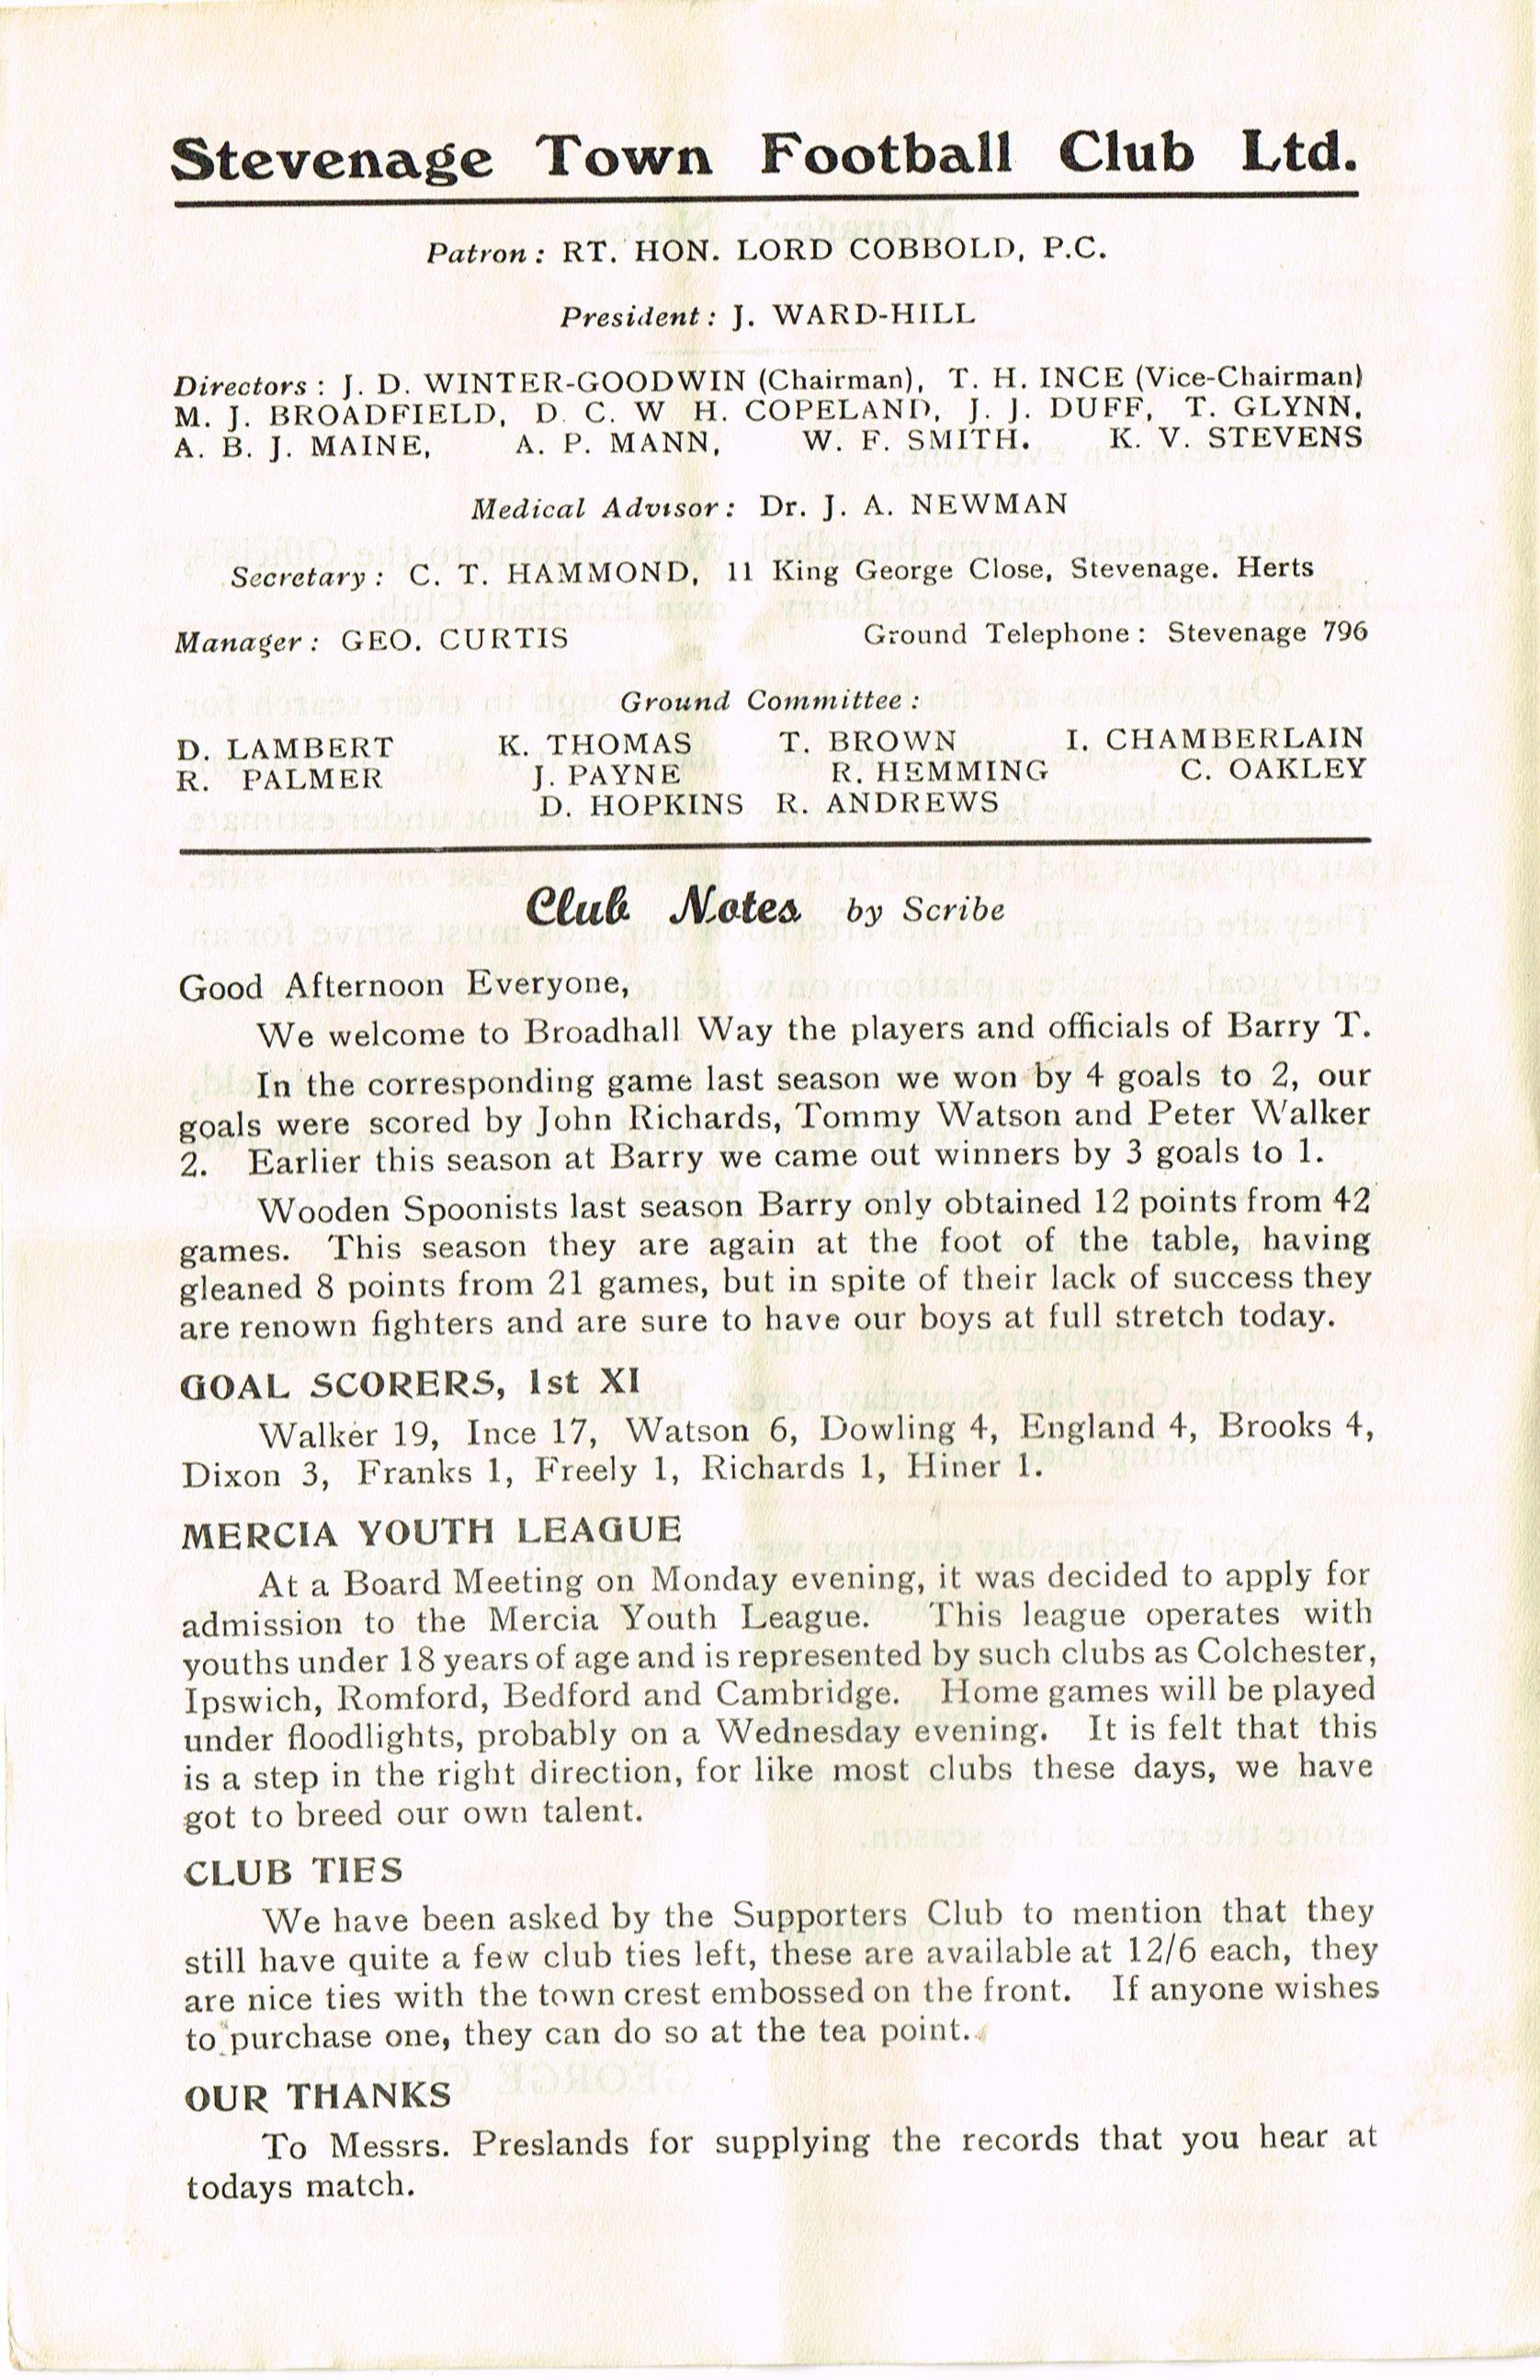 Stevenage Town Football Club Ltd.
Patron : RT. HON. LORD COBBOLD, P.C.
President : J. WARD-HILL
Directors : J. D. WINTER-GOODWIN (Chairman), T. H. INCE (Vice-Chairman)
M. J. BROADFIELD, D. C. W H. COPELAND, J. J. DUFF, T. GLYNN,
A. B. J. MAINE, A. P. MANN, W. F. SMITH. K. V. STEVENS
Medical Advisor : Dr. J. A. NEWMAN
Secretary : C. T. HAMMOND, 11 King George Close, Stevenage. Herts
Manager : GEO. CURTIS Ground Telephone : Stevenage 796
Ground Committee :
D. LAMBERT K. THOMAS T. BROWN I. CHAMBERLAIN
R. PALMER J. PAYNE R. HEMMING C. OAKLEY
D. HOPKINS R. ANDREWS
Club Notes by Scribe
Good Afternoon Everyone,
We welcome to Broadhall Way the players and officials of Barry T.
In the corresponding game last season we won by 4 goals to 2, our
goals were scored by John Richards, Tommy Watson and Peter Walker
2. Earlier this season at Barry we came out winners by 3 goals to 1.
Wooden Spoonists last season Barry only obtained 12 points from 42
games. This season they are again at the foot of the table, having
gleaned 8 points from 21 games, but in spite of their lack of success they
are renown fighters and are sure to have our boys at full stretch today.
GOAL SCORERS, 1st XI
Walker 19, Ince 17, Watson 6, Dowling 4, England 4, Brooks 4,
Dixon 3, Franks 1, Freely 1, Richards 1, Hiner 1.
MERCIA YOUTH LEAGUE
At a Board Meeting on Monday evening, it was decided to apply for
admission to the Mercia Youth League. This league operates with
youths under 18 years of age and is represented by such clubs as Colchester,
Ipswich, Romford, Bedford and Cambridge. Home games will be played
under floodlights, probably on a Wednesday evening. It is felt that this
is a step in the right direction, for like most clubs these days, we have
got to breed our own talent.
CLUB TIES
We have been asked by the Supporters Club to mention that they
still have quite a few club ties left, these are available at 12/6 each, they
are nice ties with the town crest embossed on the front. If anyone wishes
to purchase one, they can do so at the tea point.
OUR THANKS
To Messrs. Preslands for supplying the records that you hear at
todays match.